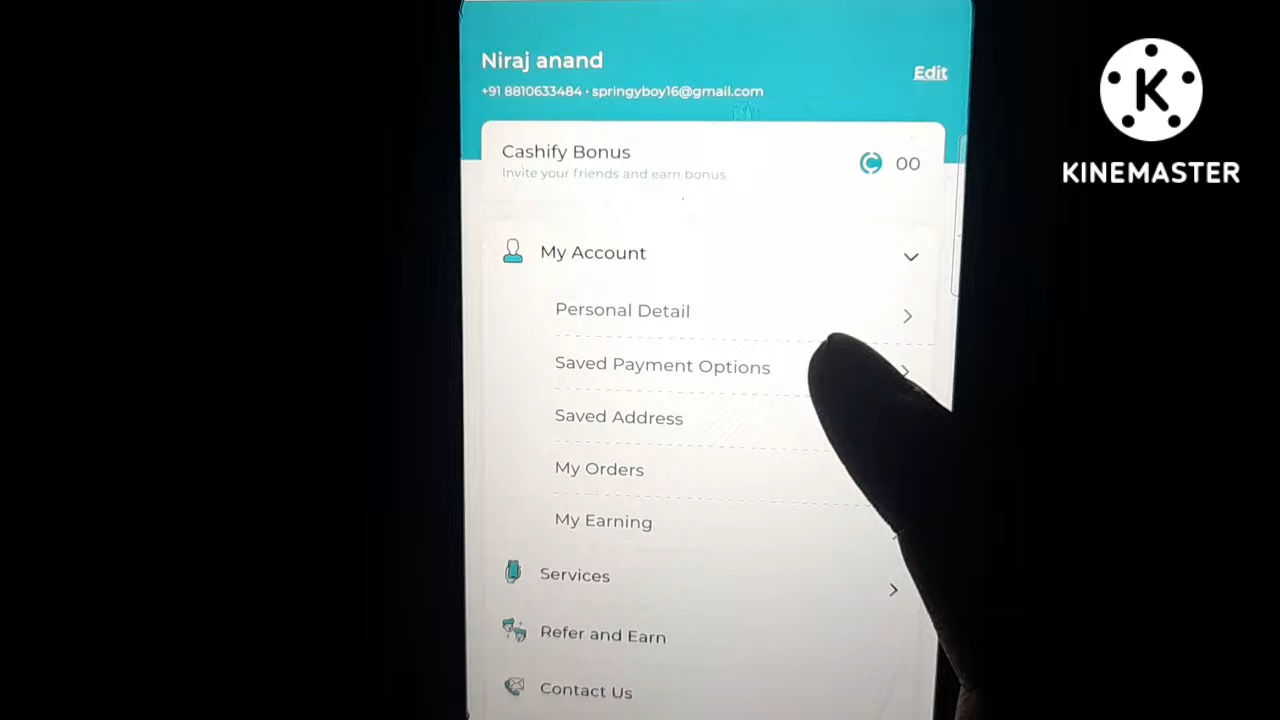 Niraj anand
Edit
+91 8810633484 • springyboy16@gmail.com
Cashify Bonus
00
Invite your friends and earn bonus
My Account
Personal Detail
Saved Payment Options
Saved Address
My Orders
My Earning
Services
Refer and Earn
Contact Us
K
KINEMASTER